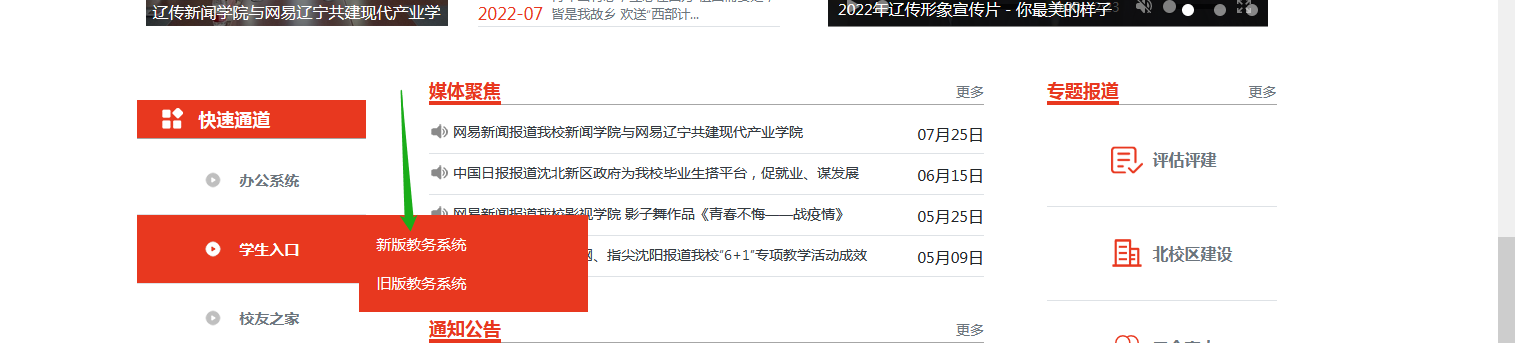 辽传新闻学院与网易辽宁共建现代产业学
2022-07
皆是我故乡 欢送“西部计...
2022年辽传形象宣传片 - 你最美的样子
快速通道
办公系统
学生入口
新版教务系统
旧版教务系统
校友之家
媒体聚焦
更多
网易新闻报道我校新闻学院与网易辽宁共建现代产业学院
07月25日
中国日报报道沈北新区政府为我校毕业生搭平台，促就业、谋发展
06月15日
网易新闻报道我校影视学院 影子舞作品《青春不悔——战疫情》
05月25日
网、指尖沈阳报道我校“6+1”专项教学活动成效
05月09日
通知公告
更多
专题报道
更多
评估评建
北校区建设